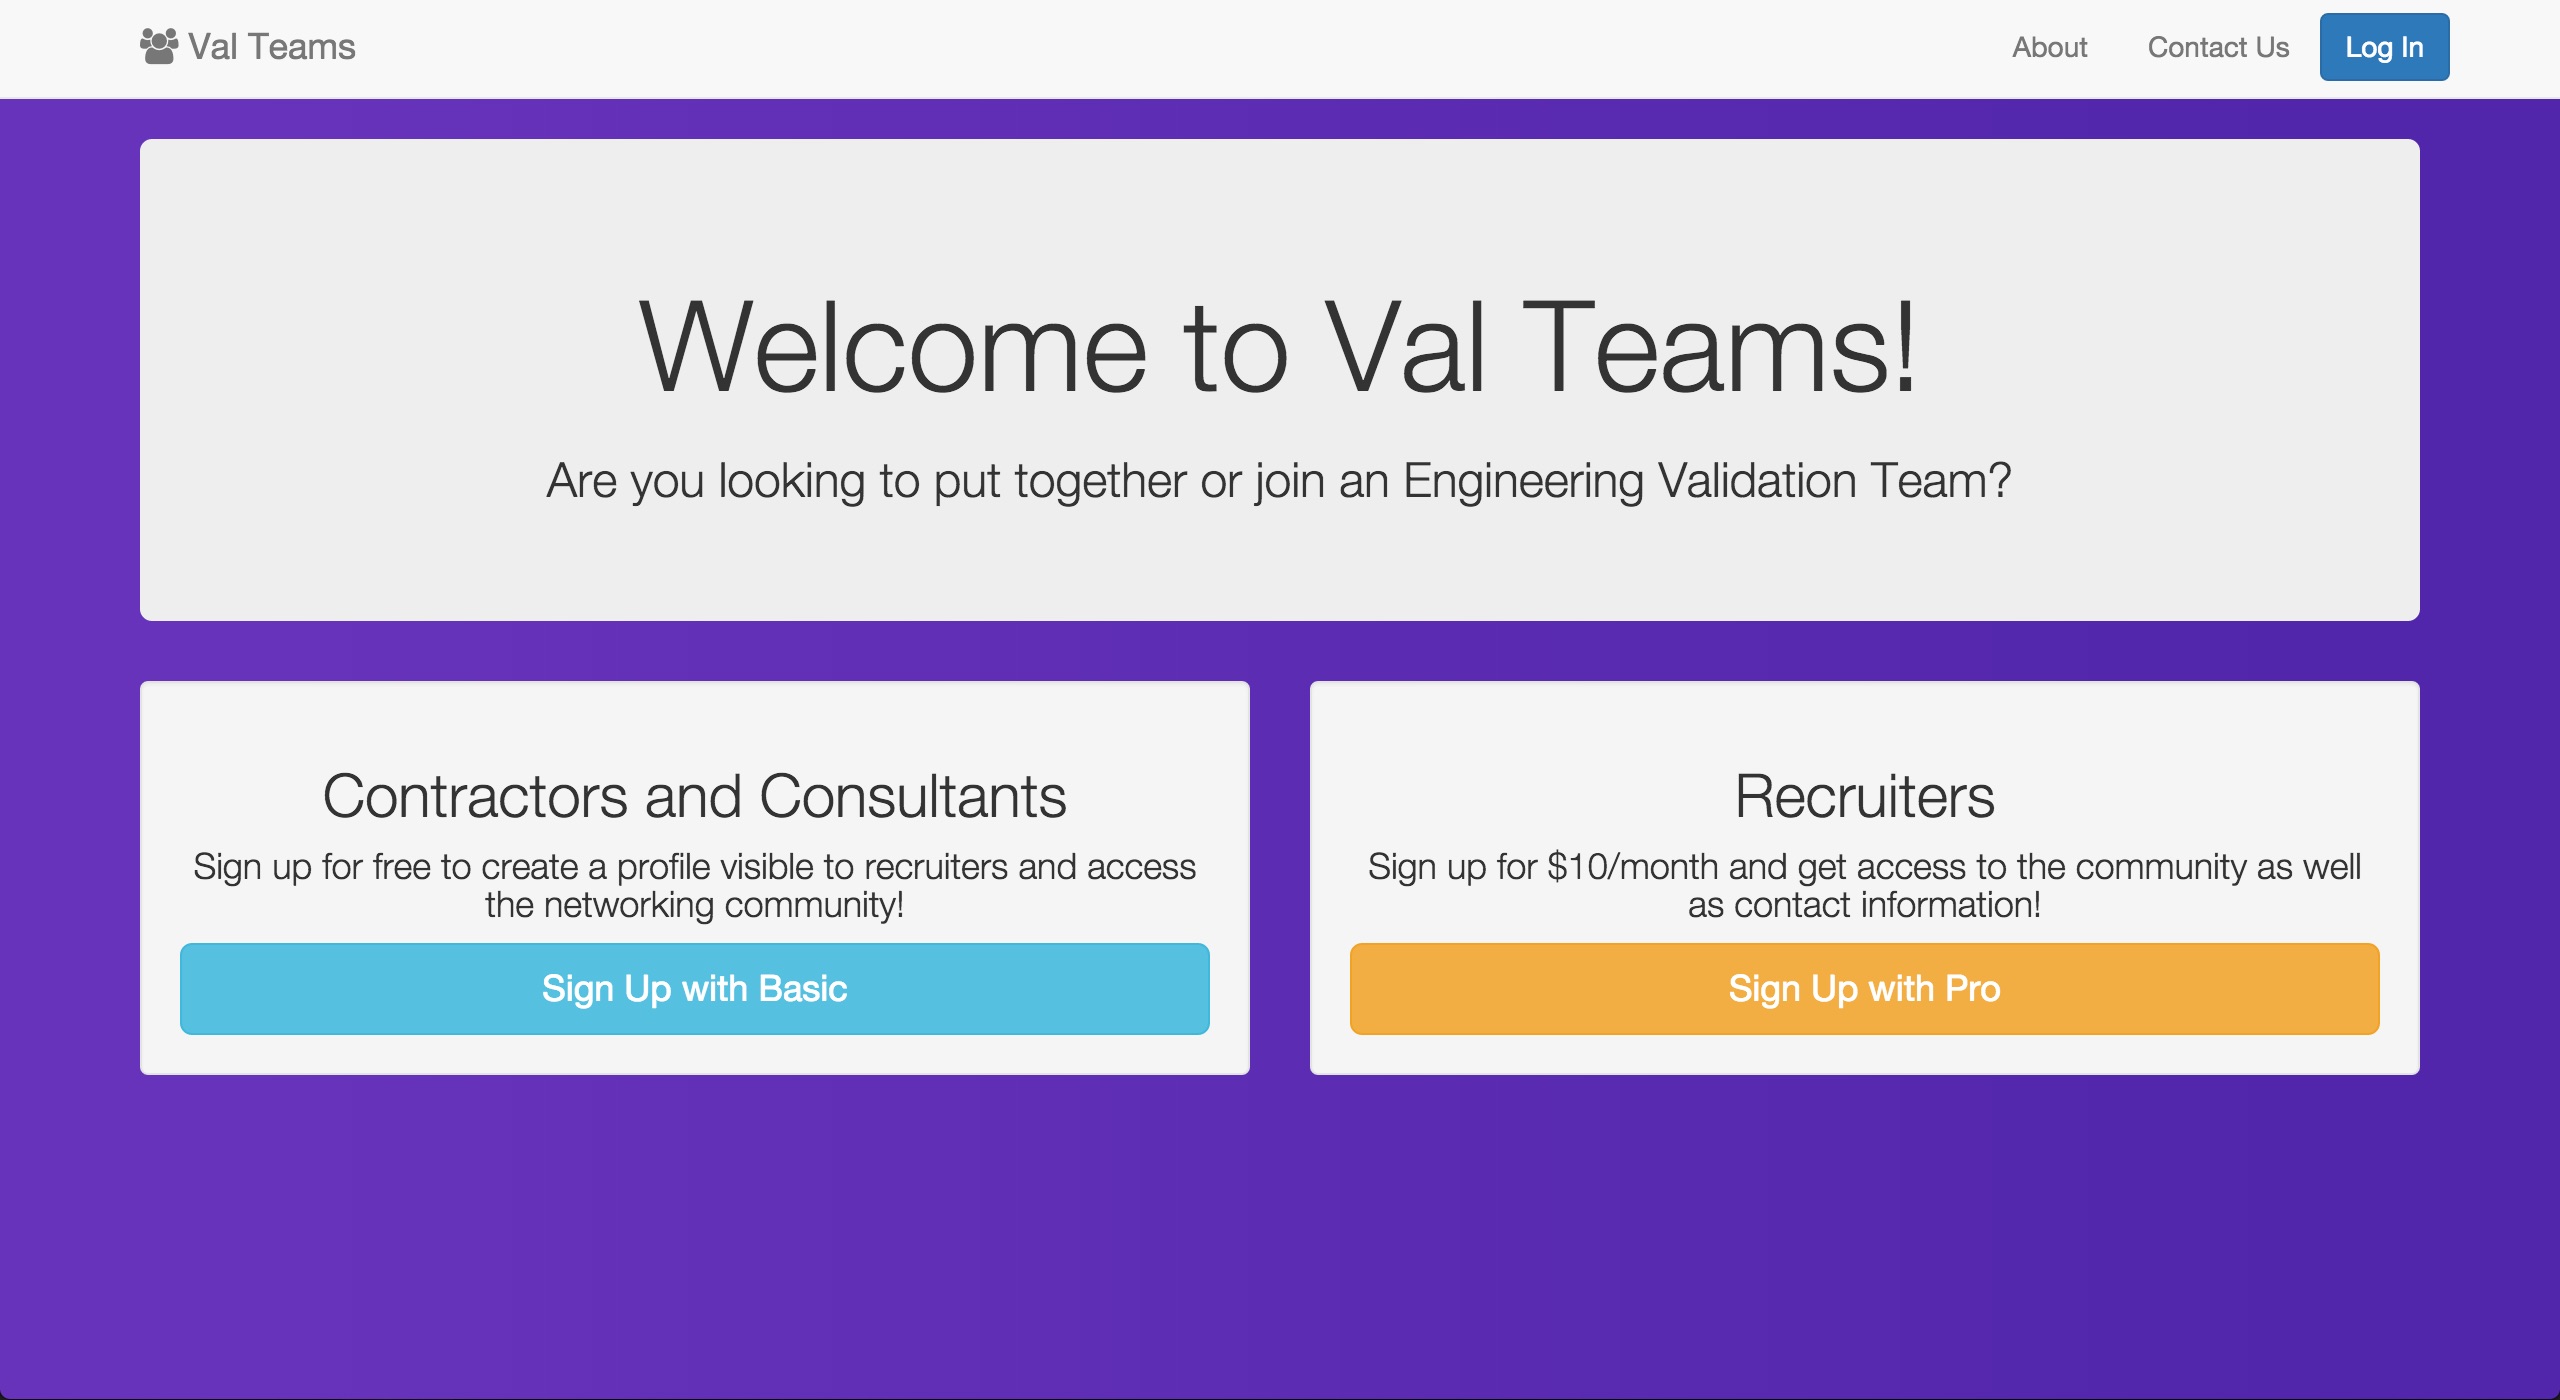 Val Teams
About
Contact Us
Log In
Welcome to Val Teams!
Are you looking to put together or join an Engineering Validation Team?
Contractors and Consultants
Sign up for free to create a profile visible to recruiters and access
the networking community!
Sign Up with Basic
Recruiters
Sign up for $10/month and get access to the community as well
as contact information!
Sign Up with Pro